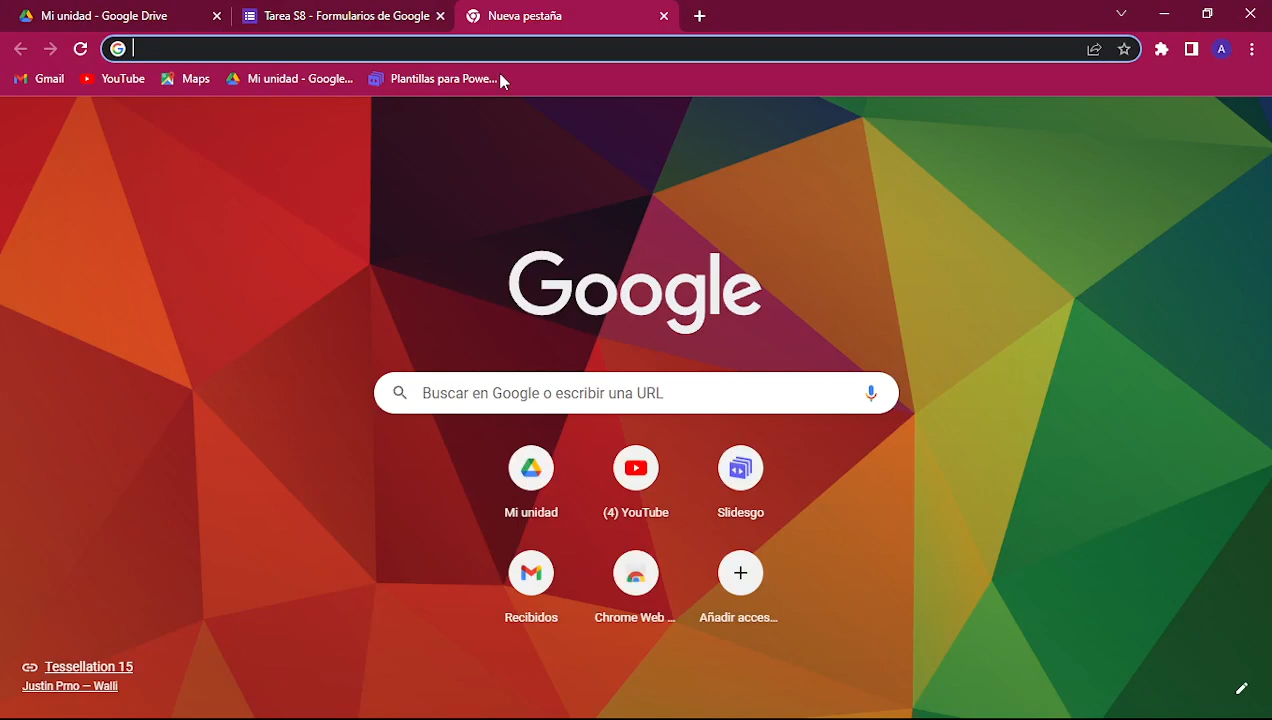 Mi unidad - Google Drive
Tarea S8 - Formularios de Google
Nueva pestaña
A
Gmail
YouTube
Maps
Mi unidad - Google...
Plantillas para Powe...
Google
Buscar en Google o escribir una URL
Mi unidad
(4) YouTube
Slidesgo
Recibidos
Chrome Web ...
Añadir acces...
Tessellation 15
Justin Prno — Walli